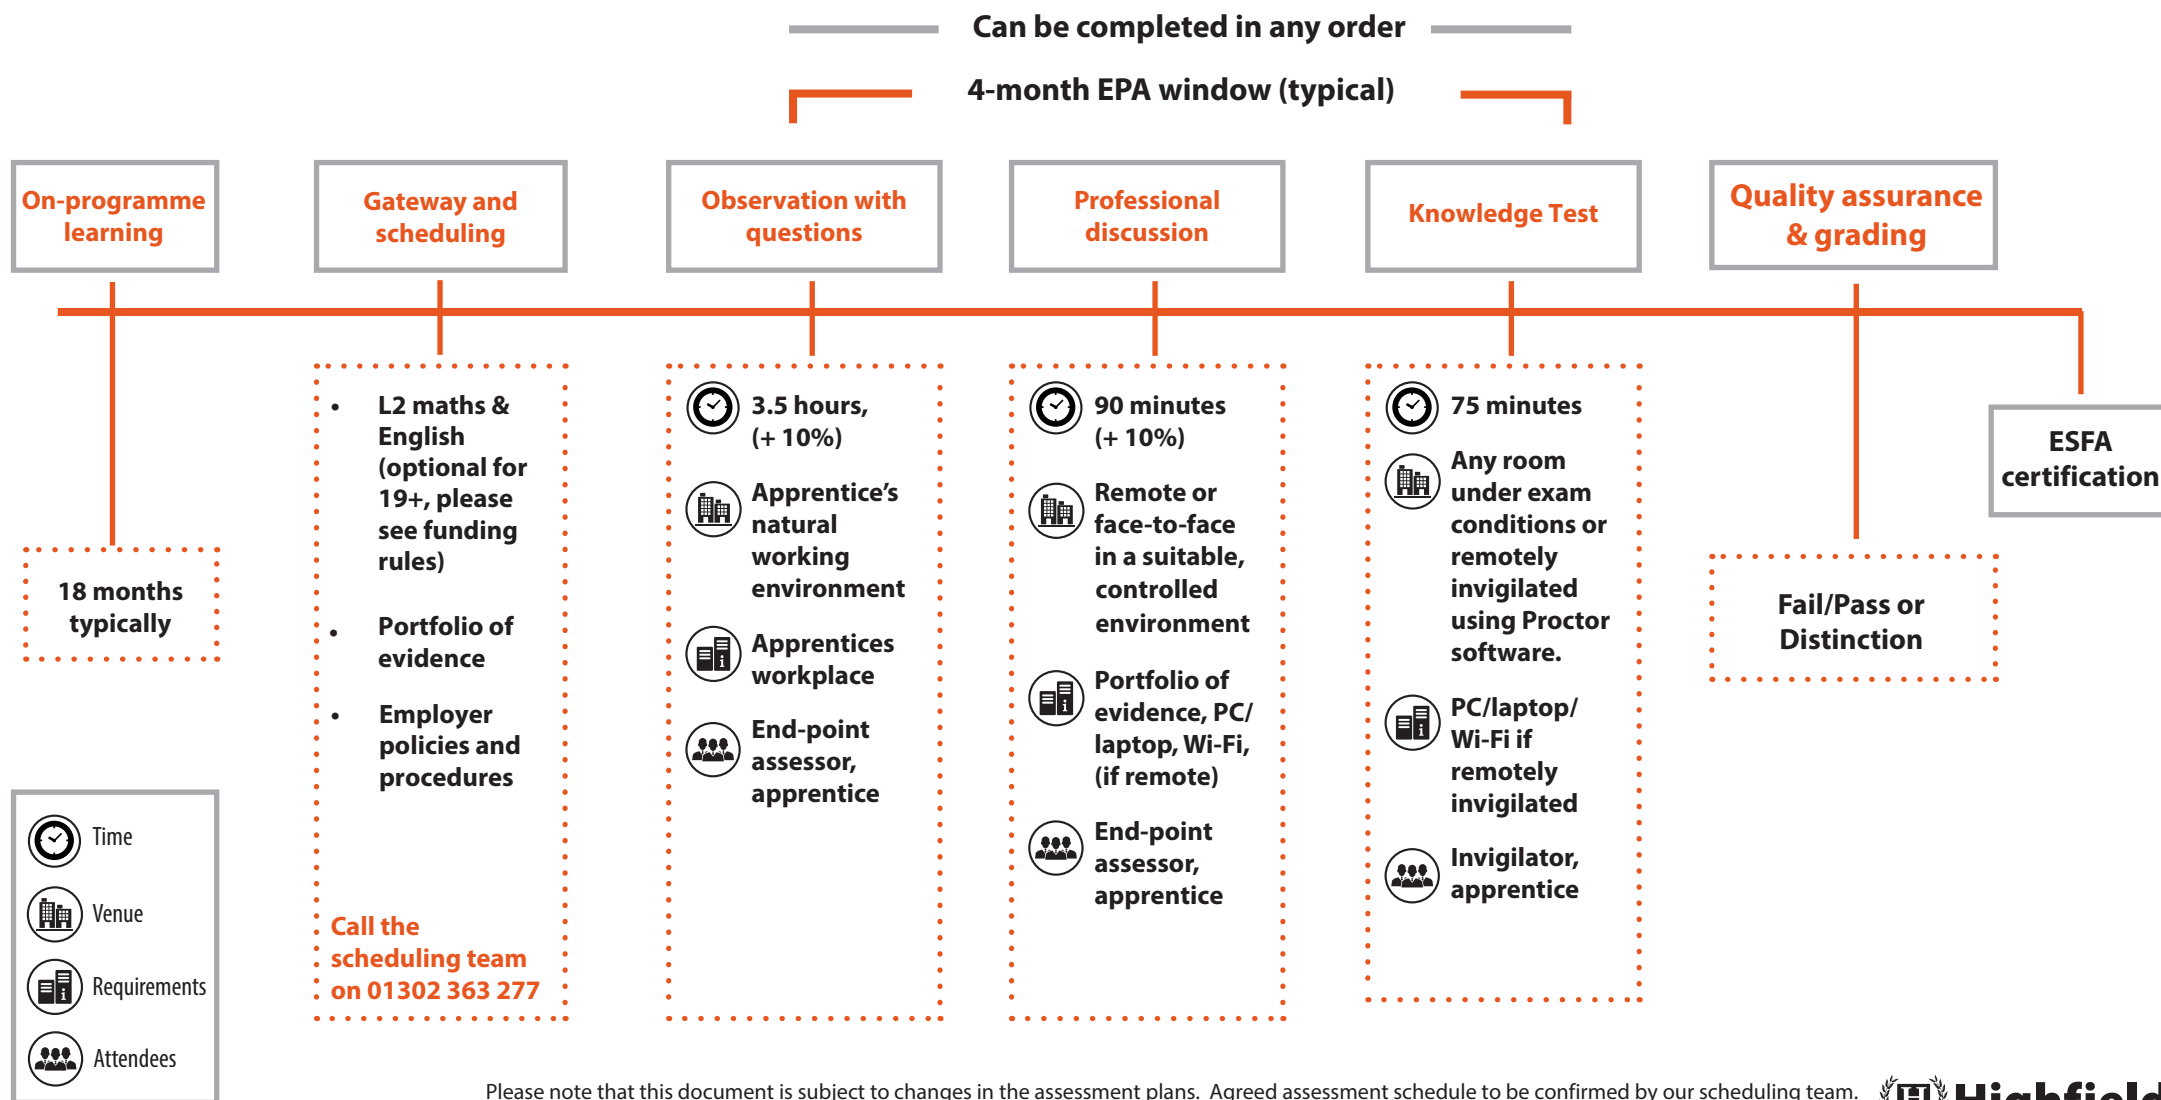 Can be completed in any order
4-month EPA window (typical)
On-programme
learning
Gateway and
scheduling
Observation with
questions
Professional
discussion
Knowledge Test
Quality assurance
& grading
18 months
typically
• L2 maths &
English
(optional for
19+, please
see funding
rules)
• Portfolio of
evidence
• Employer
policies and
procedures
Call the
scheduling team
on 01302 363 277
3.5 hours,
(+ 10%)
Apprentice’s
natural
working
environment
Apprentices
workplace
End-point
assessor,
apprentice
90 minutes
(+ 10%)
Remote or
face-to-face
in a suitable,
controlled
environment
Portfolio of
evidence, PC/
laptop, Wi-Fi,
(if remote)
End-point
assessor,
apprentice
75 minutes
Any room
under exam
conditions or
remotely
invigilated
using Proctor
software.
PC/laptop/
Wi-Fi if
remotely
invigilated
Invigilator,
apprentice
Fail/Pass or
Distinction
ESFA
certification
Time
Venue
Requirements
Attendees
Please note that this document is subject to changes in the assessment plans. Agreed assessment schedule to be confirmed by our scheduling team.
Highfield